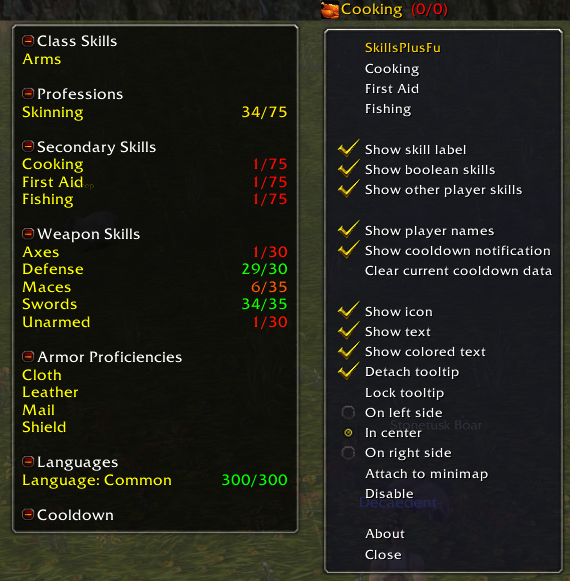 Cooking (0/0)
Class Skills
Arms
Professions
Skinning 34/75
Secondary Skills
Cooking 1/75
First Aid 1/75
Fishing 1/75
Weapon Skills
Axes 1/30
Defense 29/30
Maces 6/35
Swords 34/35
Unarmed 1/30
Armor Proficiencies
Cloth
Leather
Mail
Shield
Languages
Language: Common 300/300
Cooldown
SkillsPlusFu
Cooking
First Aid
Fishing
Show skill label
Show boolean skills
Show other player skills
Show player names
Show cooldown notification
Clear current cooldown data
Show icon
Show text
Show colored text
Detach tooltip
Lock tooltip
On left side
Stonetusk Boar
In center
On right side
Attach to minimap
Disable
About
Close